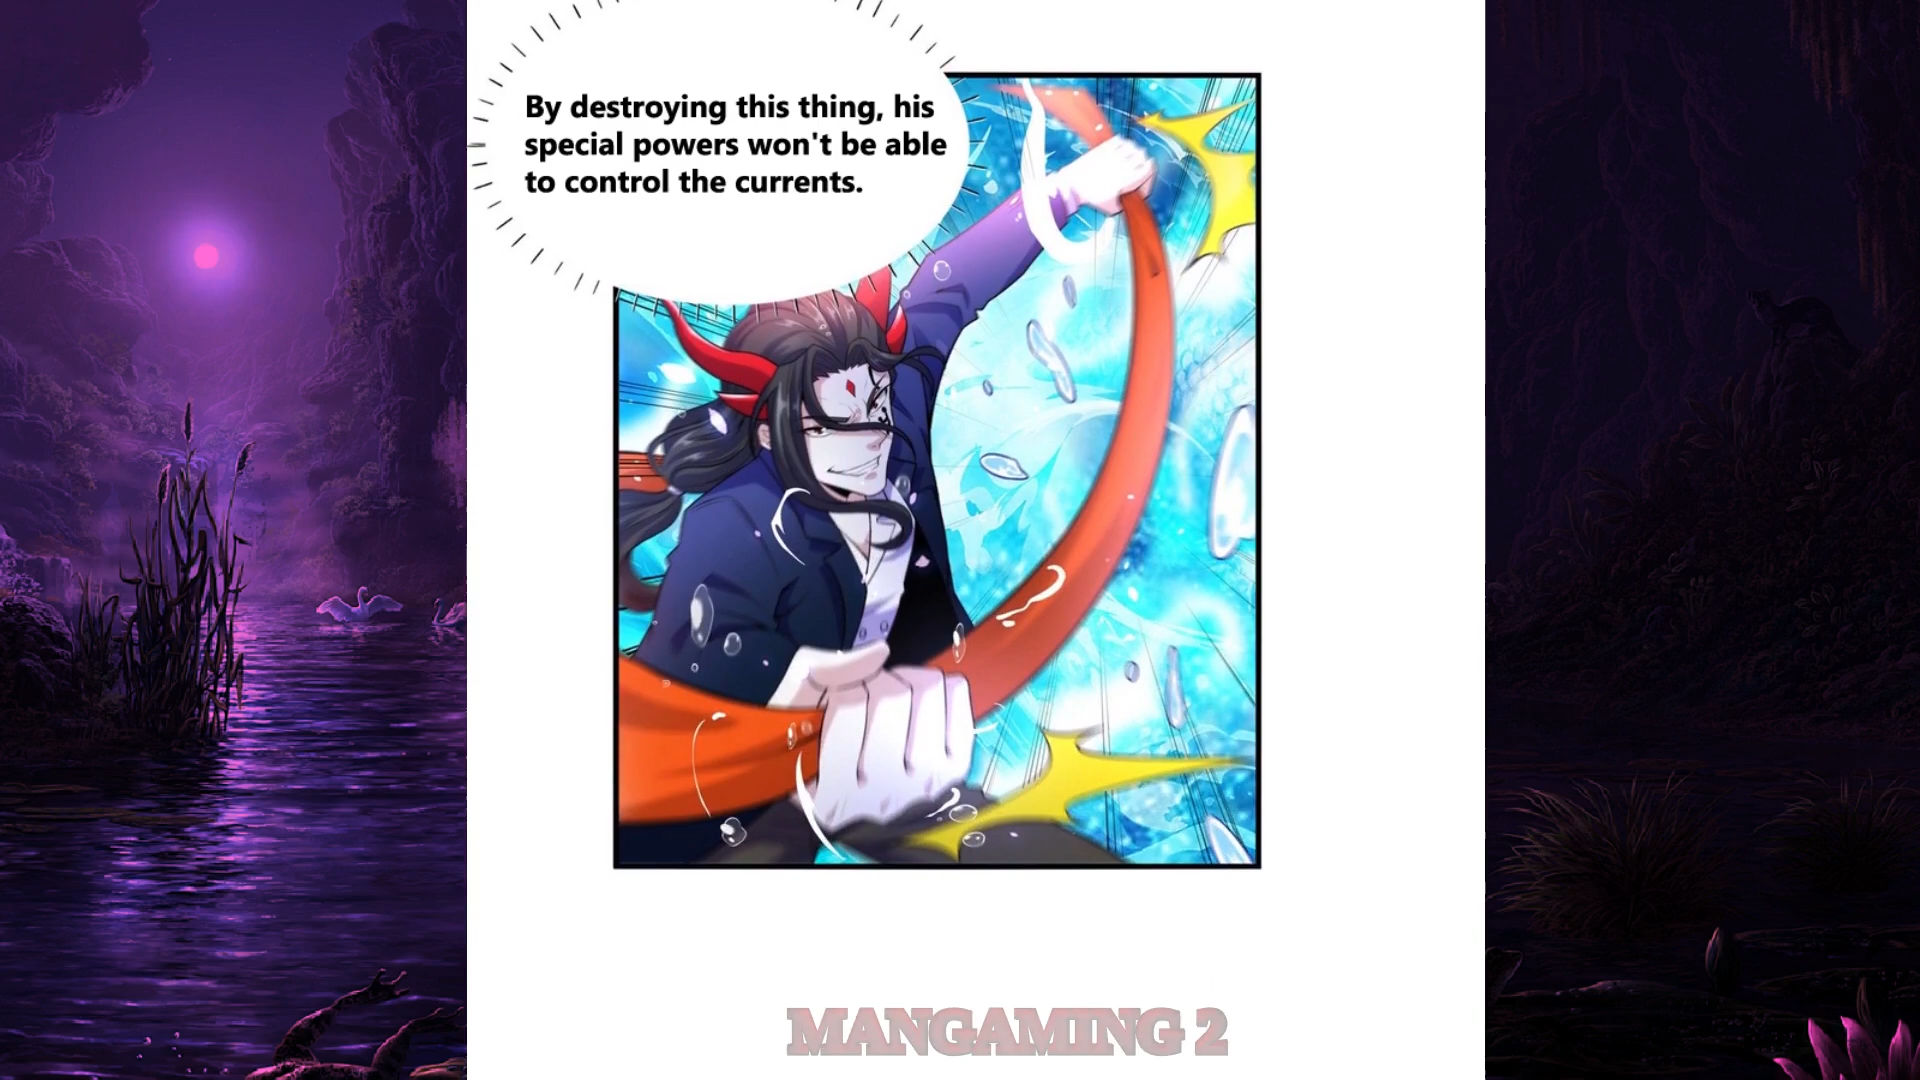 By destroying this thing, his
special powers won't be able
to control the currents.
MANGAMING 2